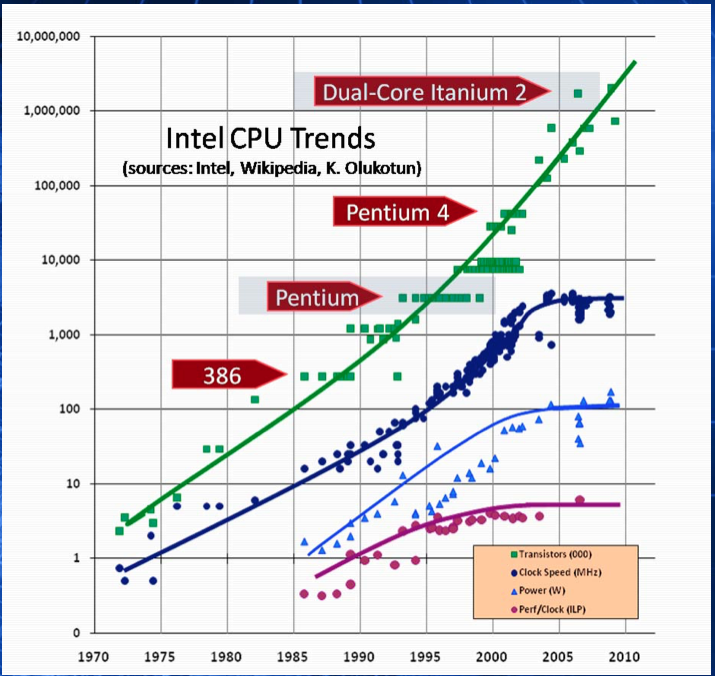 10,000,000
1,000,000
100,000
10,000
1,000
100
10
1
0
Dual-Core Itanium 2
Intel CPU Trends
(sources: Intel, Wikipedia, K. Olukotun)
Pentium 4
Pentium
386
Transistors (000)
Clock Speed (MHz)
Power (W)
Perf/Clock (ILP)
1970 1975 1980 1985 1990 1995 2000 2005 2010